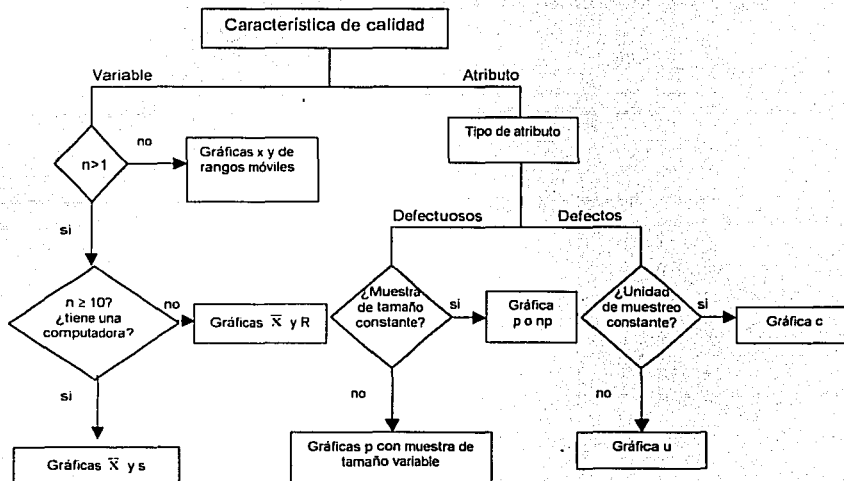 Característica de calidad
Variable
Atributo
Tipo de atributo
n>1
no
Gráficas x y de
rangos móviles
si
Defectuosos
Defectos
n ≥ 10?
¿tiene una
computadora?
no
Gráficas x̅ y R
¿Muestra
de tamaño
constante?
si
Gráfica
p o np
¿Unidad
de muestreo
constante?
si
Gráfica c
si
no
no
Gráficas x̅ y s
Gráficas p con muestra de
tamaño variable
Gráfica u